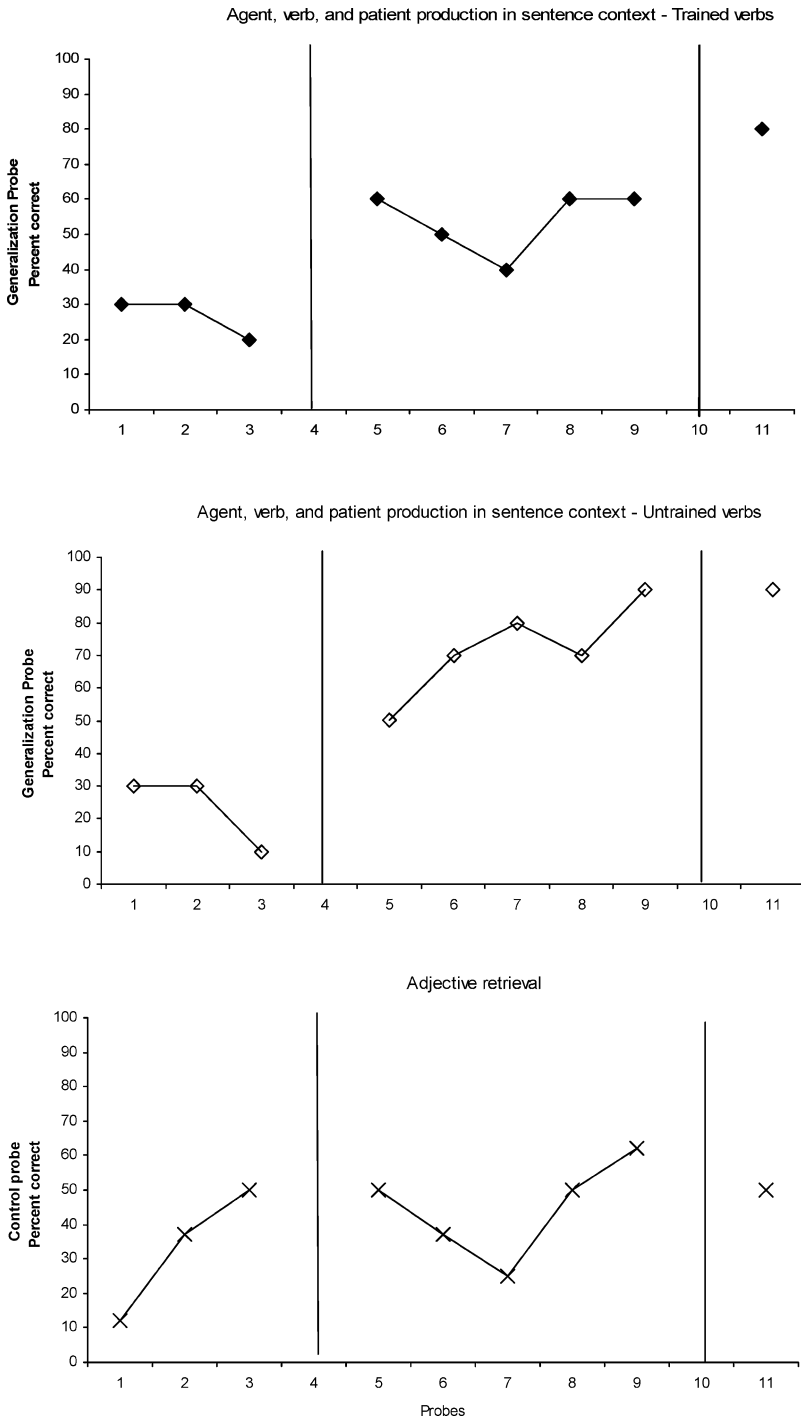 Agent, verb, and patient production in sentence context - Trained verbs
Generalization Probe
Percent correct
100
90
80
70
60
50
40
30
20
10
0
1 2 3 4 5 6 7 8 9 10 11
Agent, verb, and patient production in sentence context - Untrained verbs
Generalization Probe
Percent correct
100
90
80
70
60
50
40
30
20
10
0
1 2 3 4 5 6 7 8 9 10 11
Adjective retrieval
Control probe
Percent correct
100
90
80
70
60
50
40
30
20
10
0
1 2 3 4 5 6 7 8 9 10 11
Probes